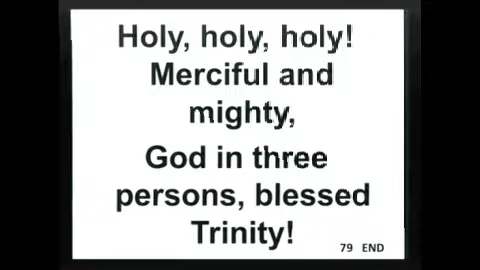 Holy, holy, holy!
Merciful and
mighty,
God in three
persons, blessed
Trinity!
79 END